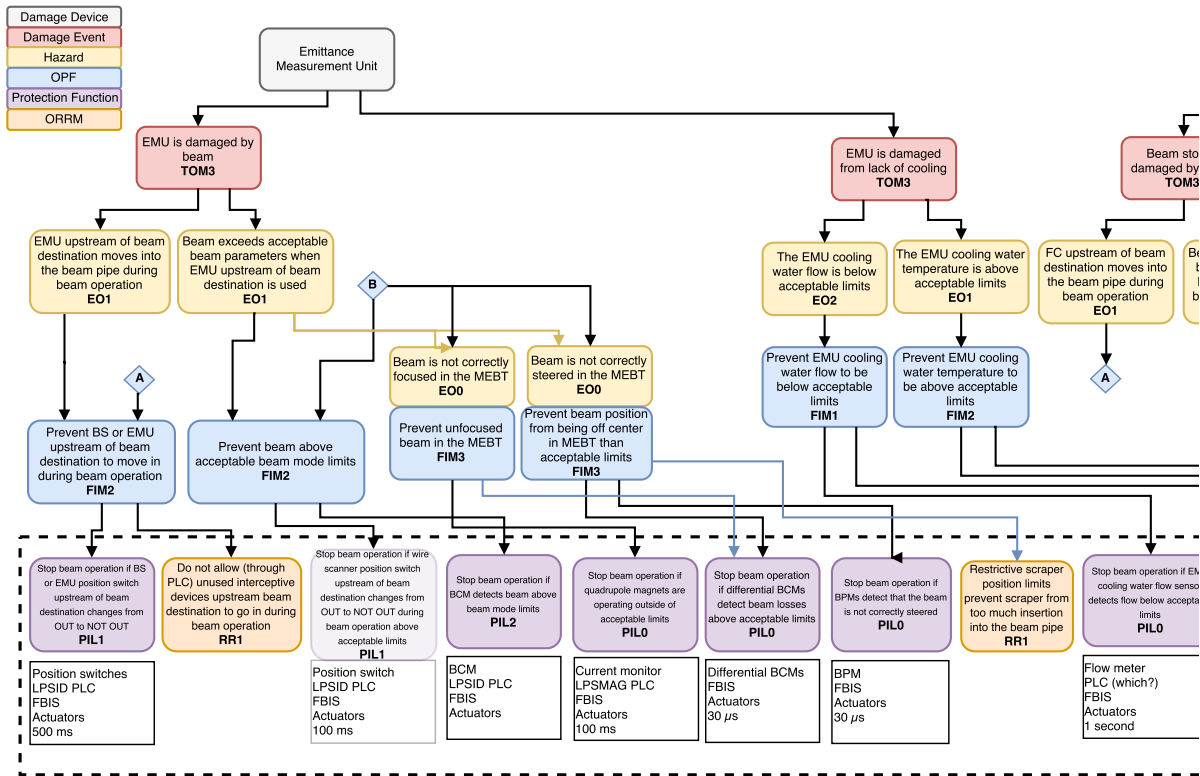 Damage Device
Damage Event
Hazard
OPF
Protection Function
ORRM
Emittance
Measurement Unit
EMU is damaged by
beam
TOM3
EMU is damaged
from lack of cooling
TOM3
Beam sto
damaged by
TOM3
EMU upstream of beam
destination moves into
the beam pipe during
beam operation
EO1
Beam exceeds acceptable
beam parameters when
EMU upstream of beam
destination is used
EO1
B
The EMU cooling
water flow is below
acceptable limits
EO2
The EMU cooling water
temperature is above
acceptable limits
EO1
FC upstream of beam
destination moves into
the beam pipe during
beam operation
EO1
A
Beam is not correctly
focused in the MEBT
EO0
Beam is not correctly
steered in the MEBT
EO0
Prevent EMU cooling
water flow to be
below acceptable
limits
FIM1
Prevent EMU cooling
water temperature to
be above acceptable
limits
FIM2
A
Prevent BS or EMU
upstream of beam
destination to move in
during beam operation
FIM2
Prevent beam above
acceptable beam mode limits
FIM2
Prevent unfocused
beam in the MEBT
FIM3
Prevent beam position
from being off center
in MEBT than
acceptable limits
FIM3
Stop beam operation if BS
or EMU position switch
upstream of beam
destination changes from
OUT to NOT OUT
PIL1
Do not allow (through
PLC) unused interceptive
devices upstream beam
destination to go in during
beam operation
RR1
Stop beam operation if wire
scanner position switch
upstream of beam
destination changes from
OUT to NOT OUT during
beam operation above
acceptable limits
PIL1
Stop beam operation if
BCM detects beam above
beam mode limits
PIL2
Stop beam operation if
quadrupole magnets are
operating outside of
acceptable limits
PIL0
Stop beam operation
if differential BCMs
detect beam losses
above acceptable limits
PIL0
Stop beam operation if
BPMs detect that the beam
is not correctly steered
PIL0
Restrictive scraper
position limits
prevent scraper from
too much insertion
into the beam pipe
RR1
Stop beam operation if EM
cooling water flow senso
detects flow below accepta
limits
PIL0
Position switches
LPSID PLC
FBIS
Actuators
500 ms
Position switch
LPSID PLC
FBIS
Actuators
100 ms
BCM
LPSID PLC
FBIS
Actuators
Current monitor
LPSMAG PLC
FBIS
Actuators
100 ms
Differential BCMs
FBIS
Actuators
30 µs
BPM
FBIS
Actuators
30 µs
Flow meter
PLC (which?)
FBIS
Actuators
1 second